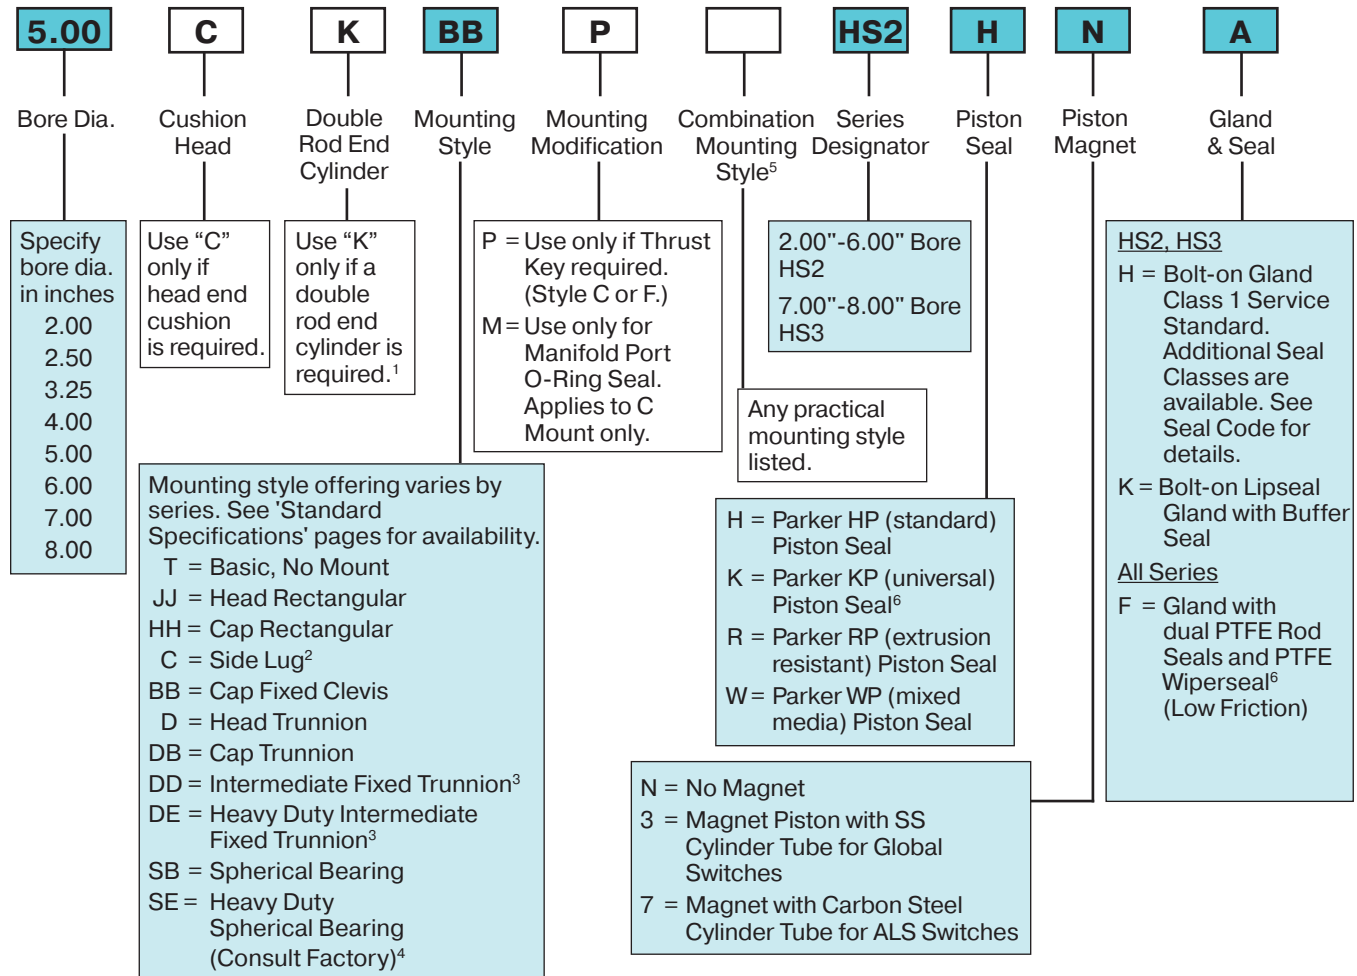 5.00 C K BB P HS2 H N A
Bore Dia.
Cushion
Head
Double
Rod End
Cylinder
Mounting
Style
Mounting
Modification
Combination
Mounting
Style⁵
Series
Designator
Piston
Seal
Piston
Magnet
Gland
& Seal
Specify
bore dia.
in inches
2.00
2.50
3.25
4.00
5.00
6.00
7.00
8.00
Use “C”
only if
head end
cushion
is required.
Use “K”
only if a
double
rod end
cylinder is
required.¹
P = Use only if Thrust
Key required.
(Style C or F.)
M = Use only for
Manifold Port
O-Ring Seal.
Applies to C
Mount only.
2.00"-6.00" Bore
HS2
7.00"-8.00" Bore
HS3
Any practical
mounting style
listed.
HS2, HS3
H = Bolt-on Gland
Class 1 Service
Standard.
Additional Seal
Classes are
available. See
Seal Code for
details.
K = Bolt-on Lipseal
Gland with Buffer
Seal
All Series
F = Gland with
dual PTFE Rod
Seals and PTFE
Wiperseal⁶
(Low Friction)
Mounting style offering varies by
series. See 'Standard
Specifications' pages for availability.
T = Basic, No Mount
JJ = Head Rectangular
HH = Cap Rectangular
C = Side Lug²
BB = Cap Fixed Clevis
D = Head Trunnion
DB = Cap Trunnion
DD = Intermediate Fixed Trunnion³
DE = Heavy Duty Intermediate
Fixed Trunnion³
SB = Spherical Bearing
SE = Heavy Duty
Spherical Bearing
(Consult Factory)⁴
H = Parker HP (standard)
Piston Seal
K = Parker KP (universal)
Piston Seal⁶
R = Parker RP (extrusion
resistant) Piston Seal
W = Parker WP (mixed
media) Piston Seal
N = No Magnet
3 = Magnet Piston with SS
Cylinder Tube for Global
Switches
7 = Magnet with Carbon Steel
Cylinder Tube for ALS Switches